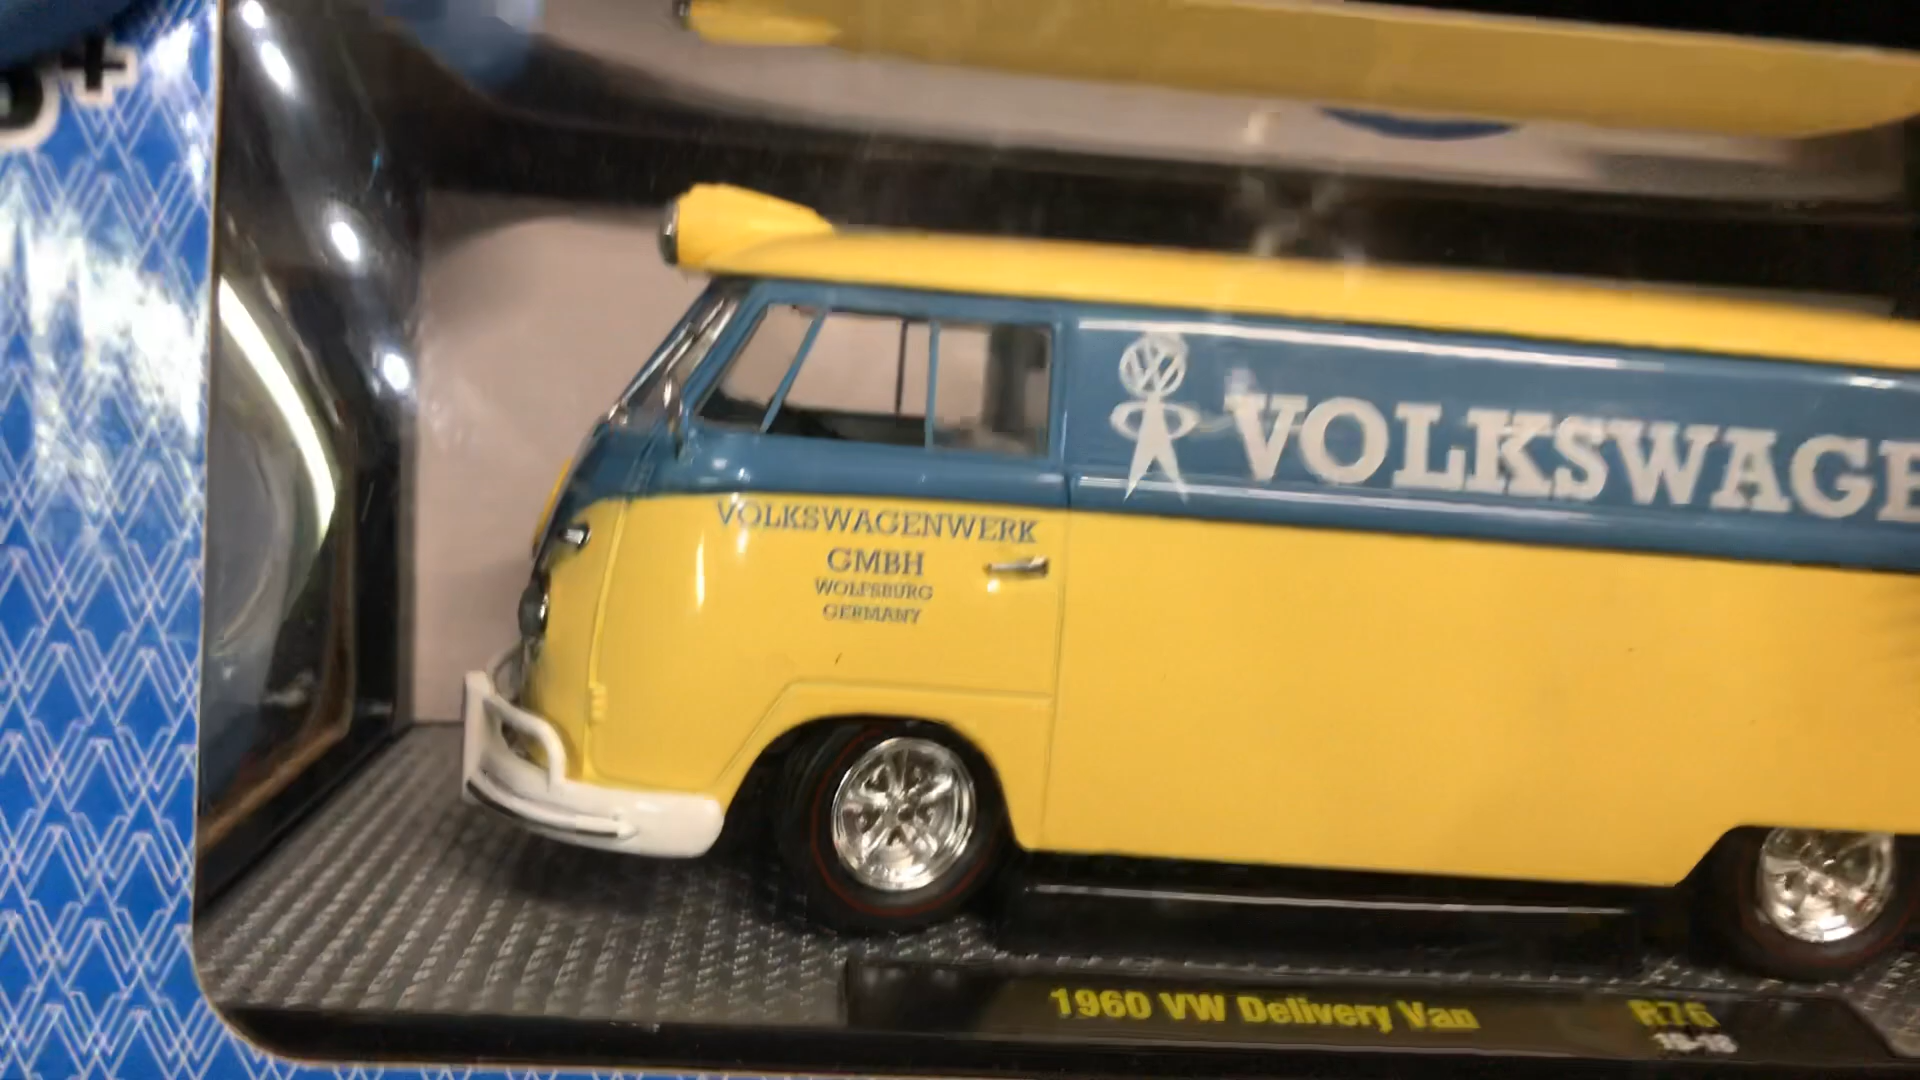 VOLKSWAGE
VOLKSWAGENWERK
GMBH
WOLFSBURG
GERMANY
1960 VW Delivery Van R76